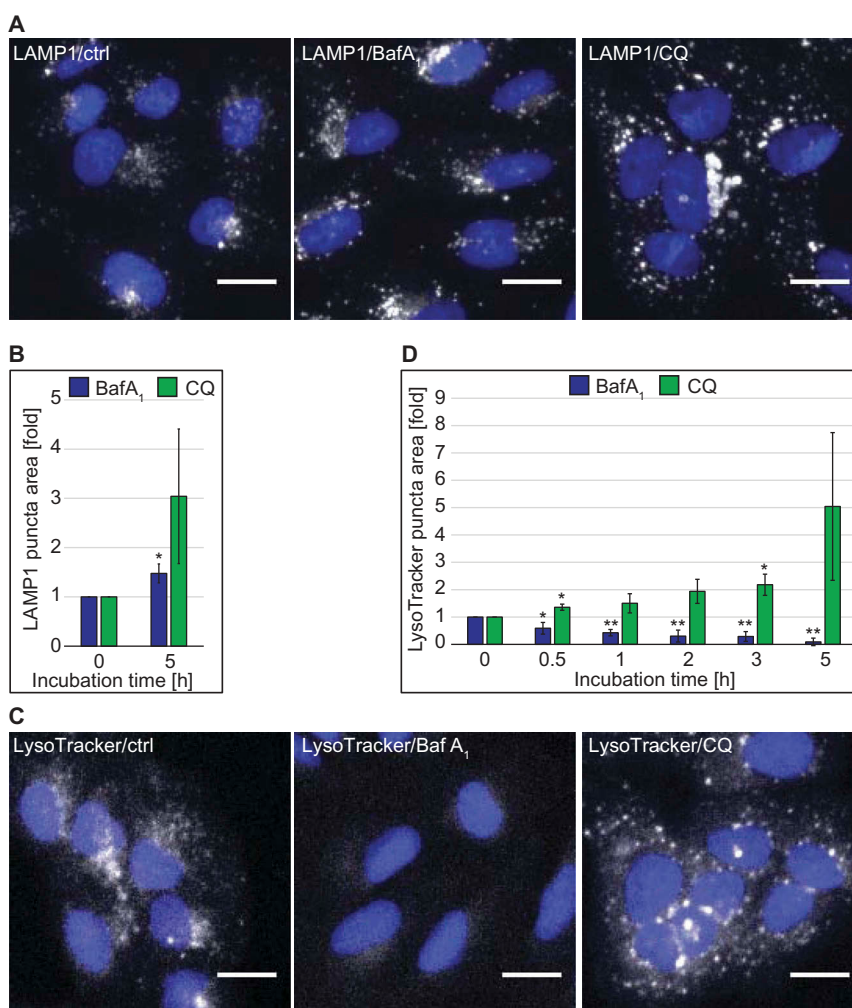 A
LAMP1/ctrl
LAMP1/BafA1
LAMP1/CQ
B
BafA1 CQ
LAMP1 puncta area [fold]
5
4
3
2
1
0
*
0 5
Incubation time [h]
D
BafA1 CQ
LysoTracker puncta area [fold]
9
8
7
6
5
4
3
2
1
0
* * ** ** ** * **
0 0.5 1 2 3 5
Incubation time [h]
C
LysoTracker/ctrl
LysoTracker/Baf A1
LysoTracker/CQ